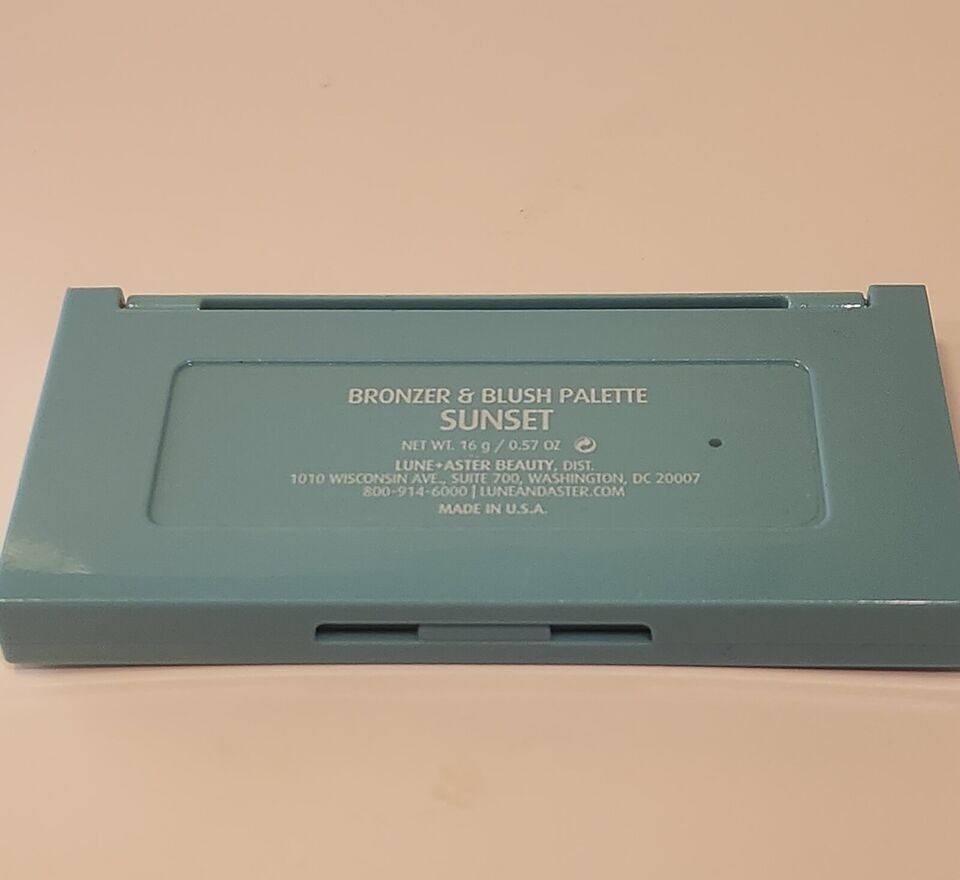 BRONZER & BLUSH PALETTE
SUNSET
NET WT. 16 g / 0.57 OZ
LUNE+ASTER BEAUTY, DIST.
1010 WISCONSIN AVE., SUITE 700, WASHINGTON, DC 20007
800-914-6000 | LUNEANDASTER.COM
MADE IN U.S.A.